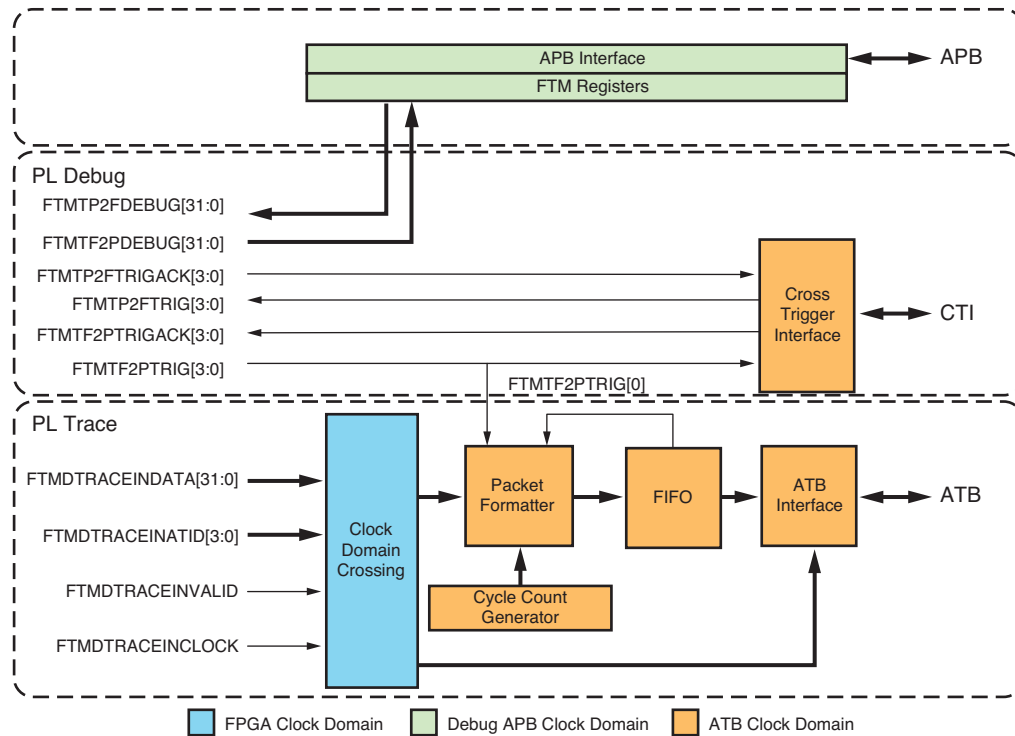 APB Interface
APB
FTM Registers
PL Debug
FTMTP2FDEBUG[31:0]
FTMTF2PDEBUG[31:0]
FTMTP2FTRIGACK[3:0]
FTMTP2FTRIG[3:0]
FTMTF2PTRIGACK[3:0]
FTMTF2PTRIG[3:0]
Cross
Trigger
Interface
CTI
FTMTF2PTRIG[0]
PL Trace
FTMDTRACEINDATA[31:0]
FTMDTRACEINATID[3:0]
FTMDTRACEINVALID
FTMDTRACEINCLOCK
Clock
Domain
Crossing
Packet
Formatter
FIFO
ATB
Interface
ATB
Cycle Count
Generator
FPGA Clock Domain
Debug APB Clock Domain
ATB Clock Domain